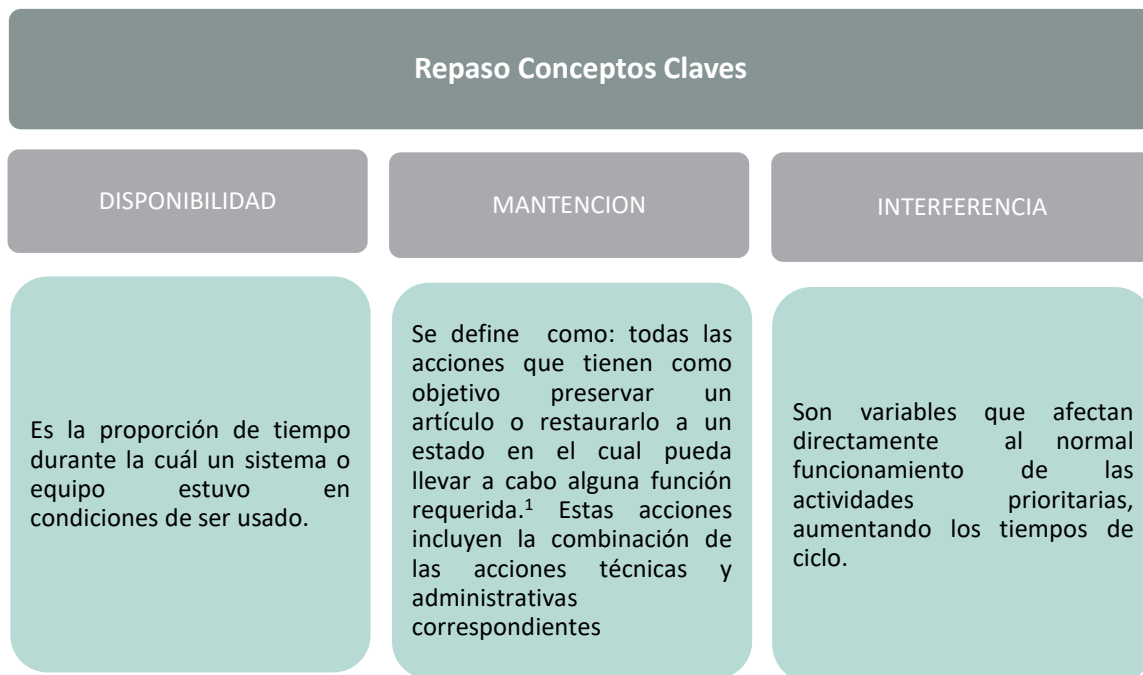 Repaso Conceptos Claves
DISPONIBILIDAD
Es la proporción de tiempo
durante la cuál un sistema o
equipo estuvo en
condiciones de ser usado.
MANTENCION
Se define como: todas las
acciones que tienen como
objetivo preservar un
artículo o restaurarlo a un
estado en el cual pueda
llevar a cabo alguna función
requerida.¹ Estas acciones
incluyen la combinación de
las acciones técnicas y
administrativas
correspondientes
INTERFERENCIA
Son variables que afectan
directamente al normal
funcionamiento de las
actividades prioritarias,
aumentando los tiempos de
ciclo.